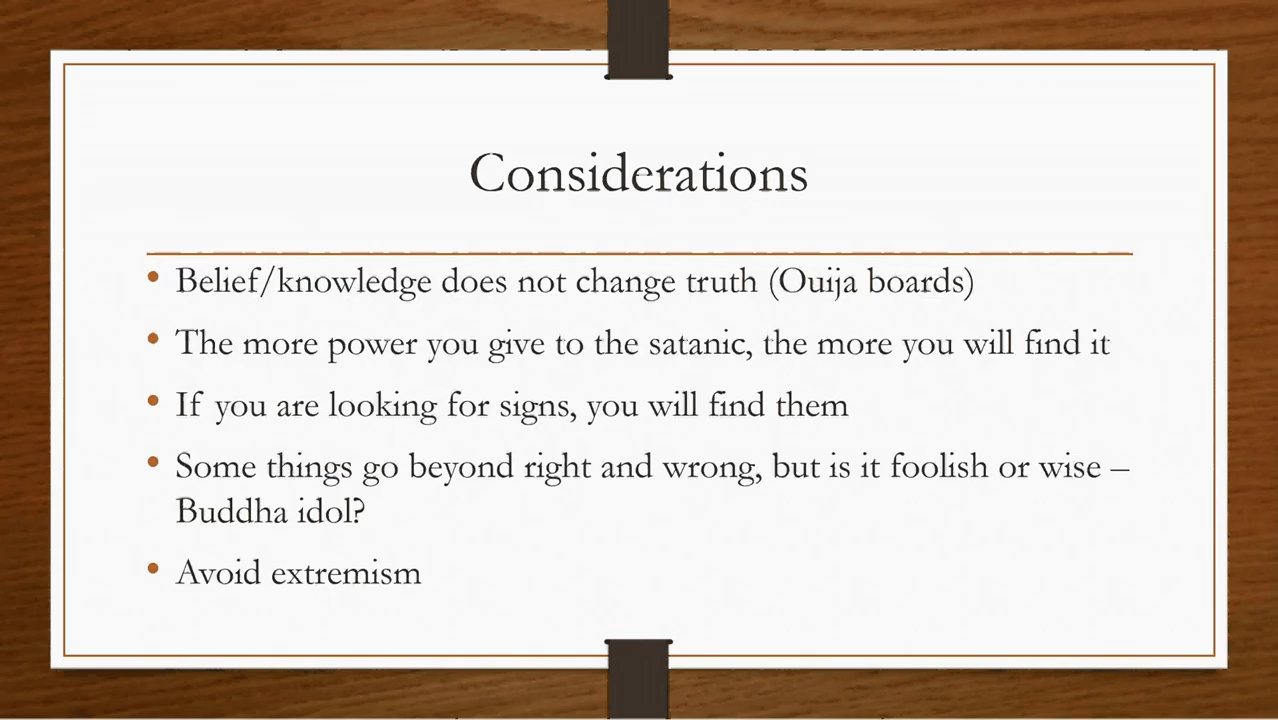 Considerations
• Belief/knowledge does not change truth (Ouija boards)
• The more power you give to the satanic, the more you will find it
• If you are looking for signs, you will find them
• Some things go beyond right and wrong, but is it foolish or wise –
Buddha idol?
• Avoid extremism